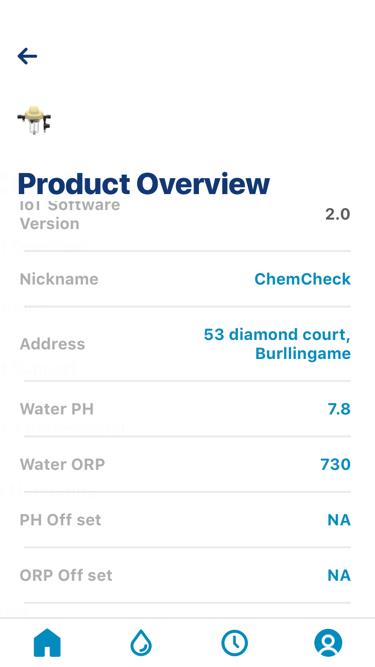 Product Overview
IoT Software
Version
2.0
Nickname
ChemCheck
Address
53 diamond court,
Burllingame
Water PH
7.8
Water ORP
730
PH Off set
NA
ORP Off set
NA